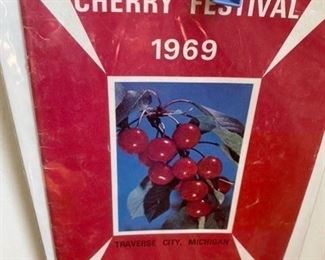 CHERRY FESTIVAL
1969
TRAVERSE CITY, MICHIGAN